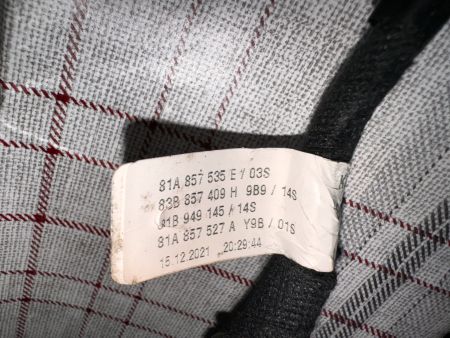 81A 857 535 E / 03S
83B 857 409 H 9B9 / 14S
81B 949 145 / 14S
81A 857 527 A Y9B / 01S
15.12.2021 20:29:44